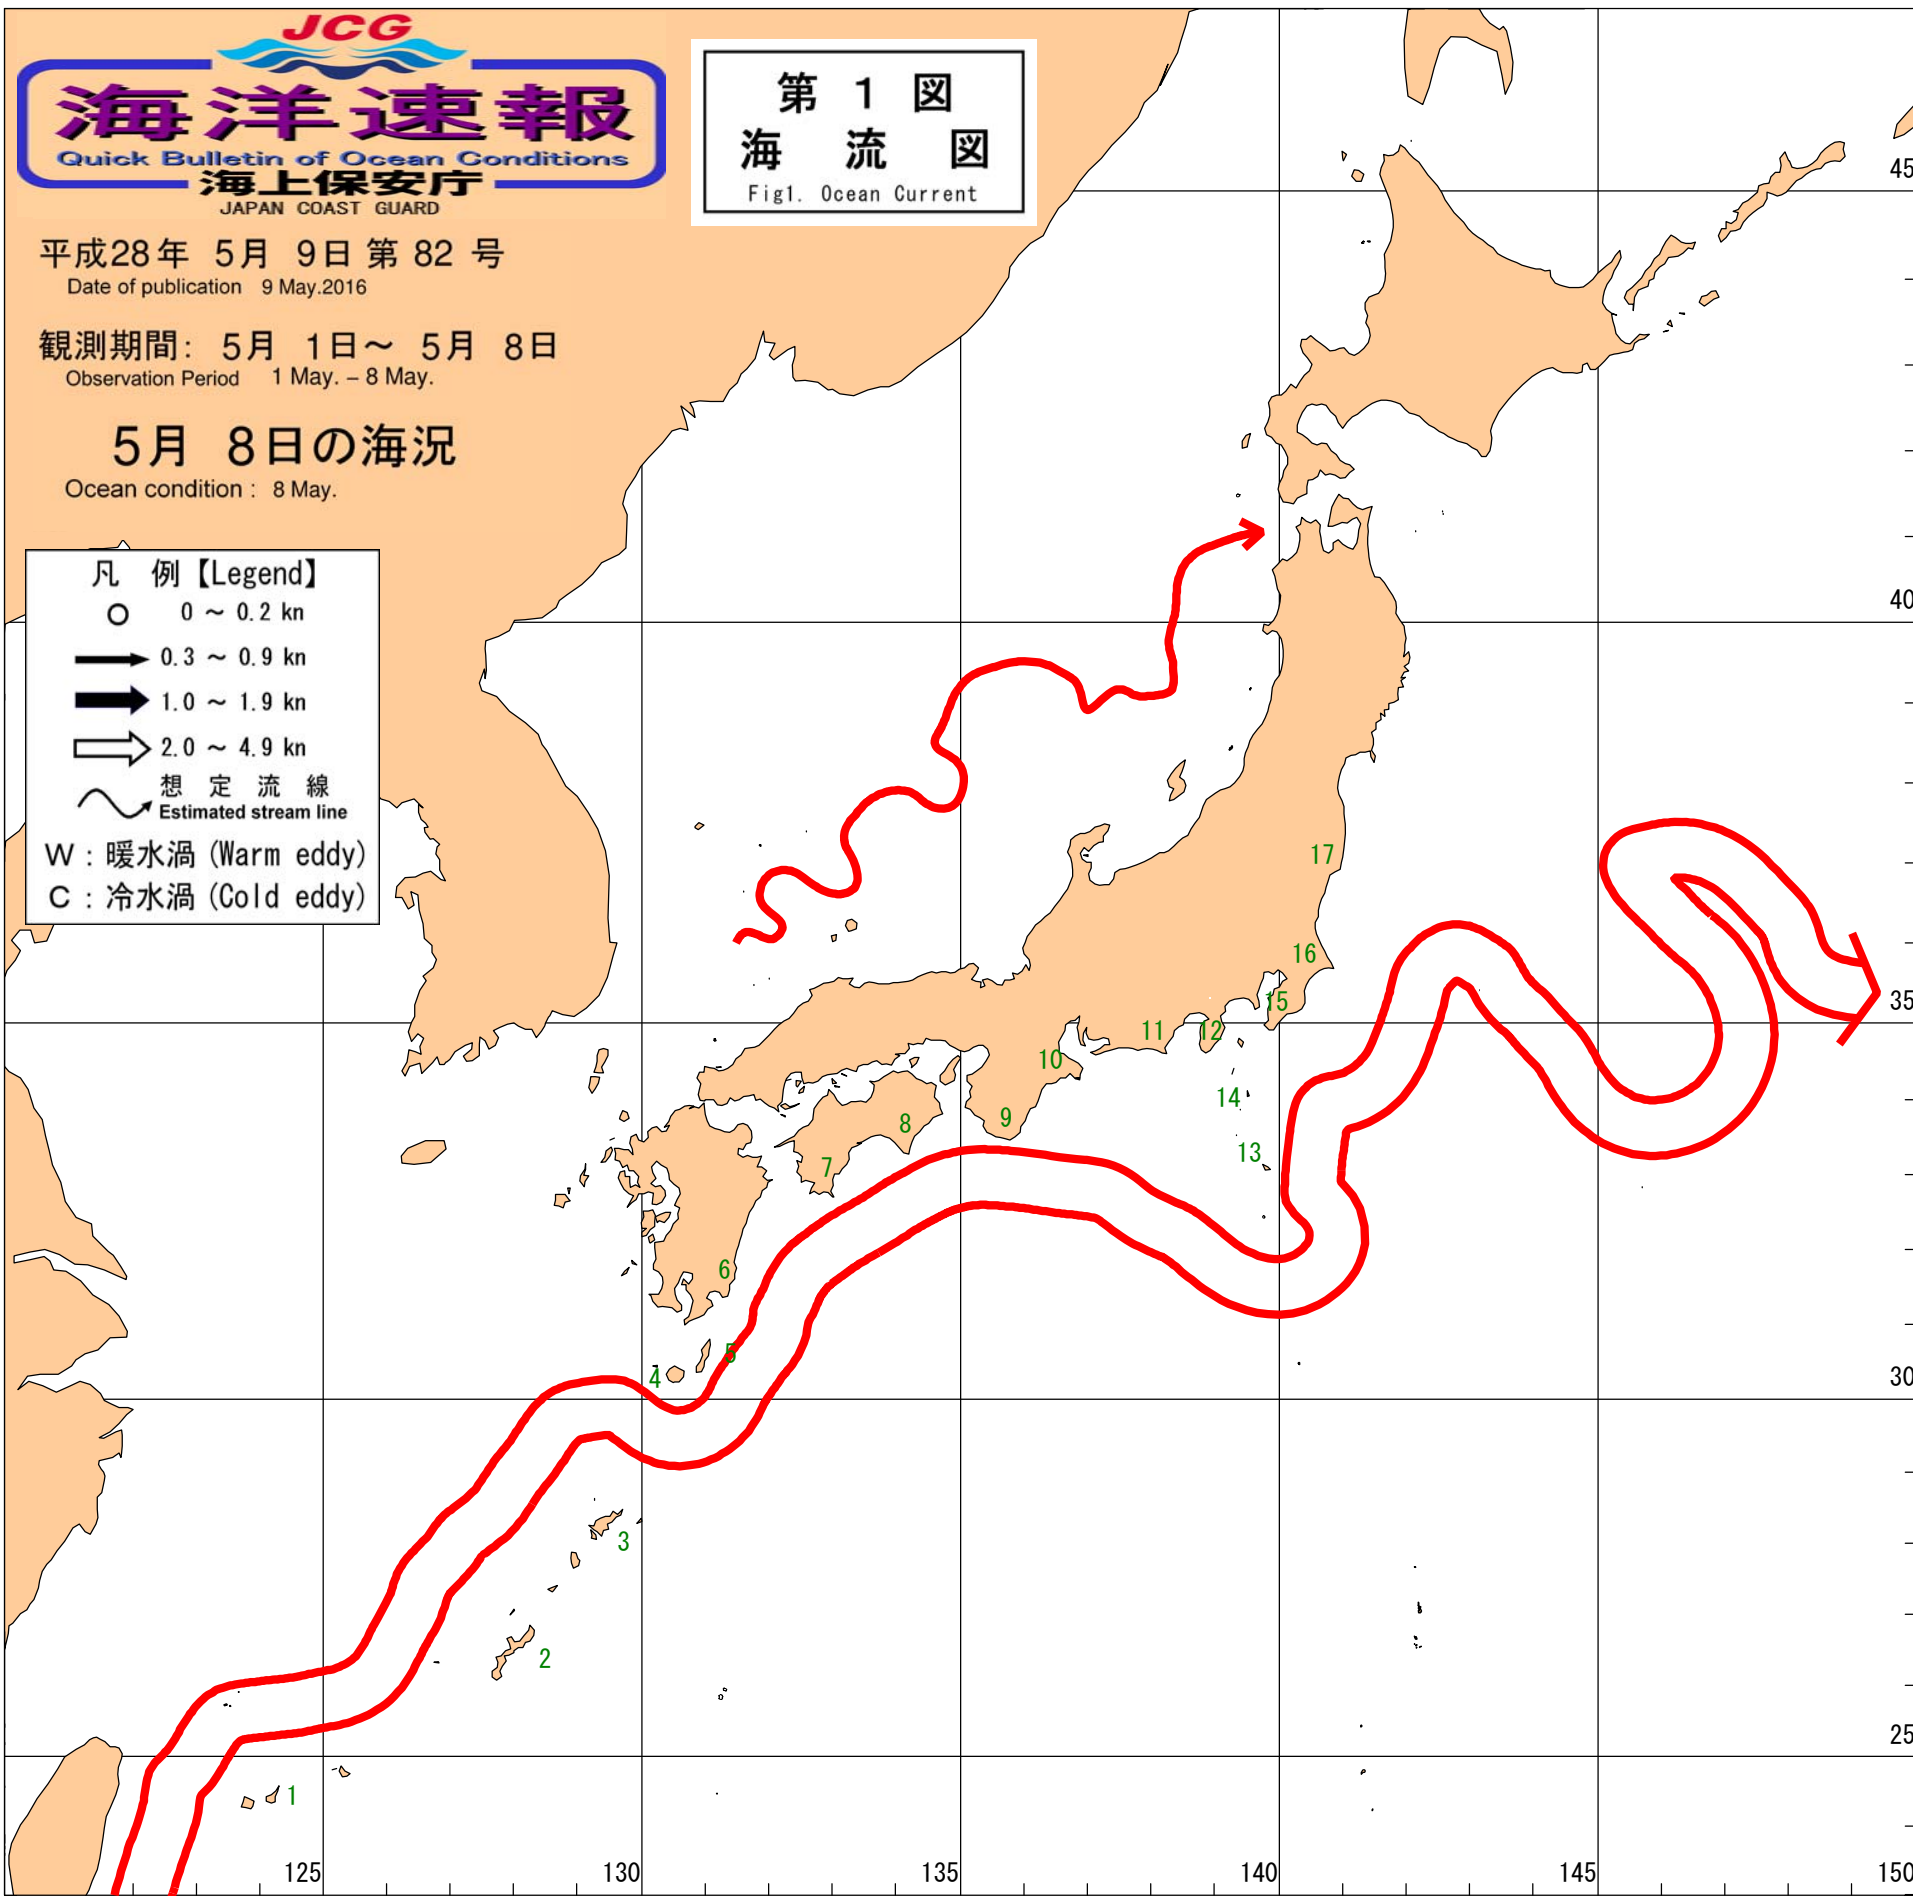 JCG
海洋速報
Quick Bulletin of Ocean Conditions
海上保安庁
JAPAN COAST GUARD
第 1 図
海 流 図
Fig1. Ocean Current
平成28年 5月 9日 第 82 号
Date of publication 9 May.2016
観測期間: 5月 1日～ 5月 8日
Observation Period 1 May. – 8 May.
5月 8日の海況
Ocean condition : 8 May.
凡 例【Legend】
0 ～ 0.2 kn
0.3 ～ 0.9 kn
1.0 ～ 1.9 kn
2.0 ～ 4.9 kn
想 定 流 線
Estimated stream line
W : 暖水渦 (Warm eddy)
C : 冷水渦 (Cold eddy)
45
40
17
16
35
15
12
11
10
14
9
8
13
7
6
5
4
30
3
2
25
1
125
130
135
140
145
150